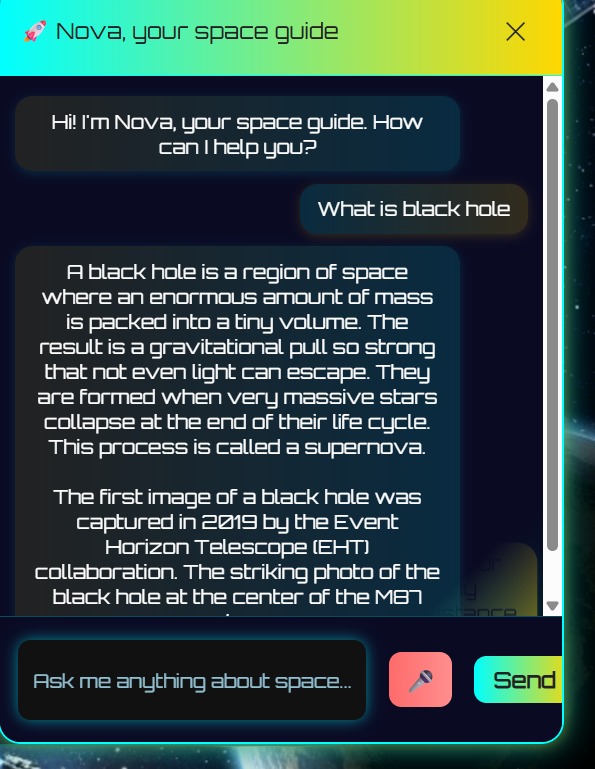 🚀 Nova, your space guide
Hi! I'm Nova, your space guide. How
can I help you?
What is black hole
A black hole is a region of space
where an enormous amount of mass
is packed into a tiny volume. The
result is a gravitational pull so strong
that not even light can escape. They
are formed when very massive stars
collapse at the end of their life cycle.
This process is called a supernova.
The first image of a black hole was
captured in 2019 by the Event
Horizon Telescope (EHT)
collaboration. The striking photo of the
black hole at the center of the M87
Ask me anything about space...
Send